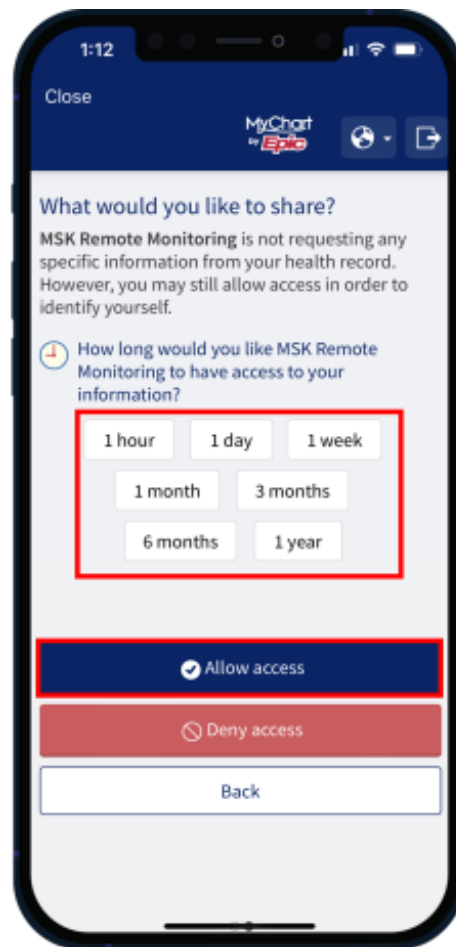 1:12
Close
MyChart
by Epic
What would you like to share?
MSK Remote Monitoring is not requesting any
specific information from your health record.
However, you may still allow access in order to
identify yourself.
How long would you like MSK Remote
Monitoring to have access to your
information?
1 hour 1 day 1 week
1 month 3 months
6 months 1 year
Allow access
Deny access
Back